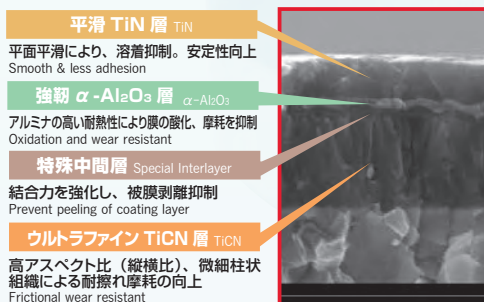 平滑 TiN 層 TiN
平面平滑により、溶着抑制。安定性向上
Smooth & less adhesion
強靭 α-Al2O3 層 α-Al2O3
アルミナの高い耐熱性により膜の酸化、摩耗を抑制
Oxidation and wear resistant
特殊中間層 Special Interlayer
結合力を強化し、被膜剥離抑制
Prevent peeling of coating layer
ウルトラファイン TiCN 層 TiCN
高アスペクト比（縦横比）、微細柱状
組織による耐擦れ摩耗の向上
Frictional wear resistant